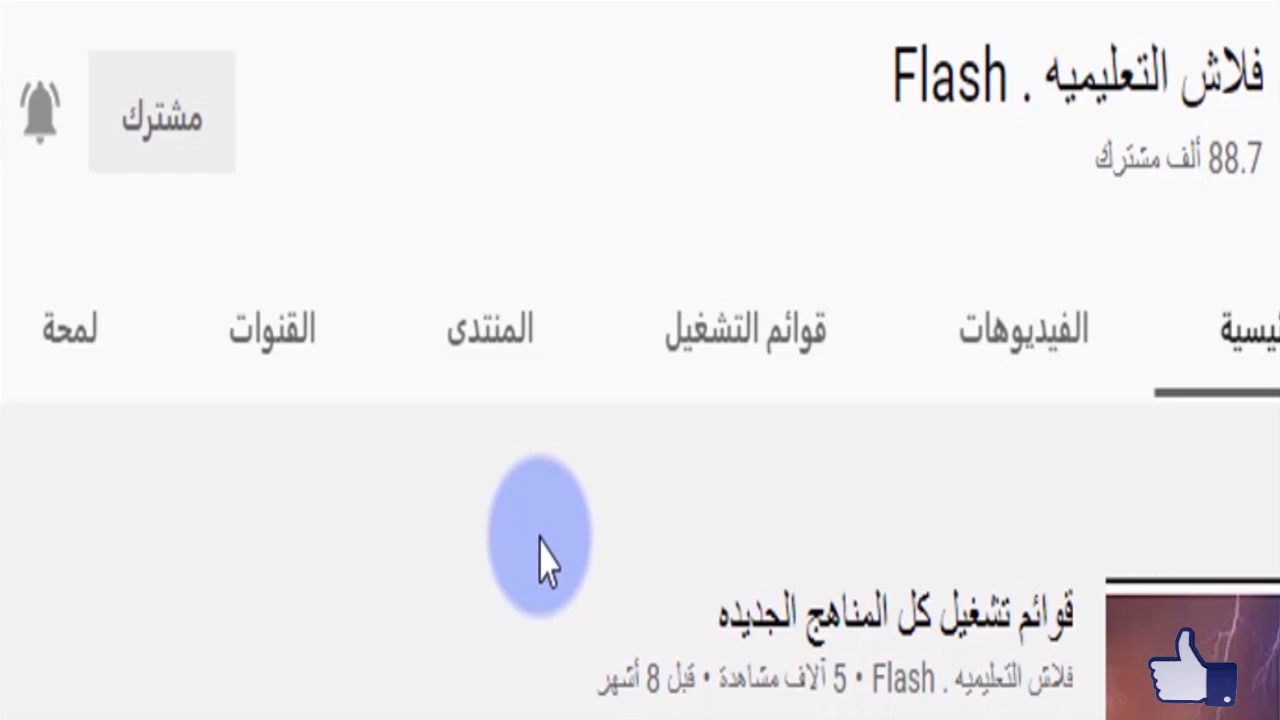 فلاش التعليميه . Flash
88.7 ألف مشترك
مشترك
الفيديوهات
قوائم التشغيل
المنتدى
القنوات
لمحة
قوائم تشغيل كل المناهج الجديده
فلاش التعليميه . Flash • 5 آلاف مشاهدة • قبل 8 أشهر